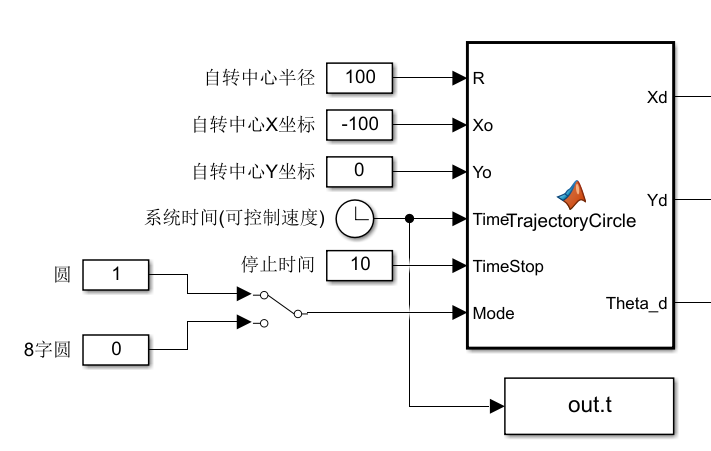 自转中心半径
100
R
自转中心X坐标
-100
Xo
自转中心Y坐标
0
Yo
系统时间(可控制速度)
Time
TrajectoryCircle
停止时间
10
TimeStop
圆
1
8字圆
0
Mode
Xd
Yd
Theta_d
out.t